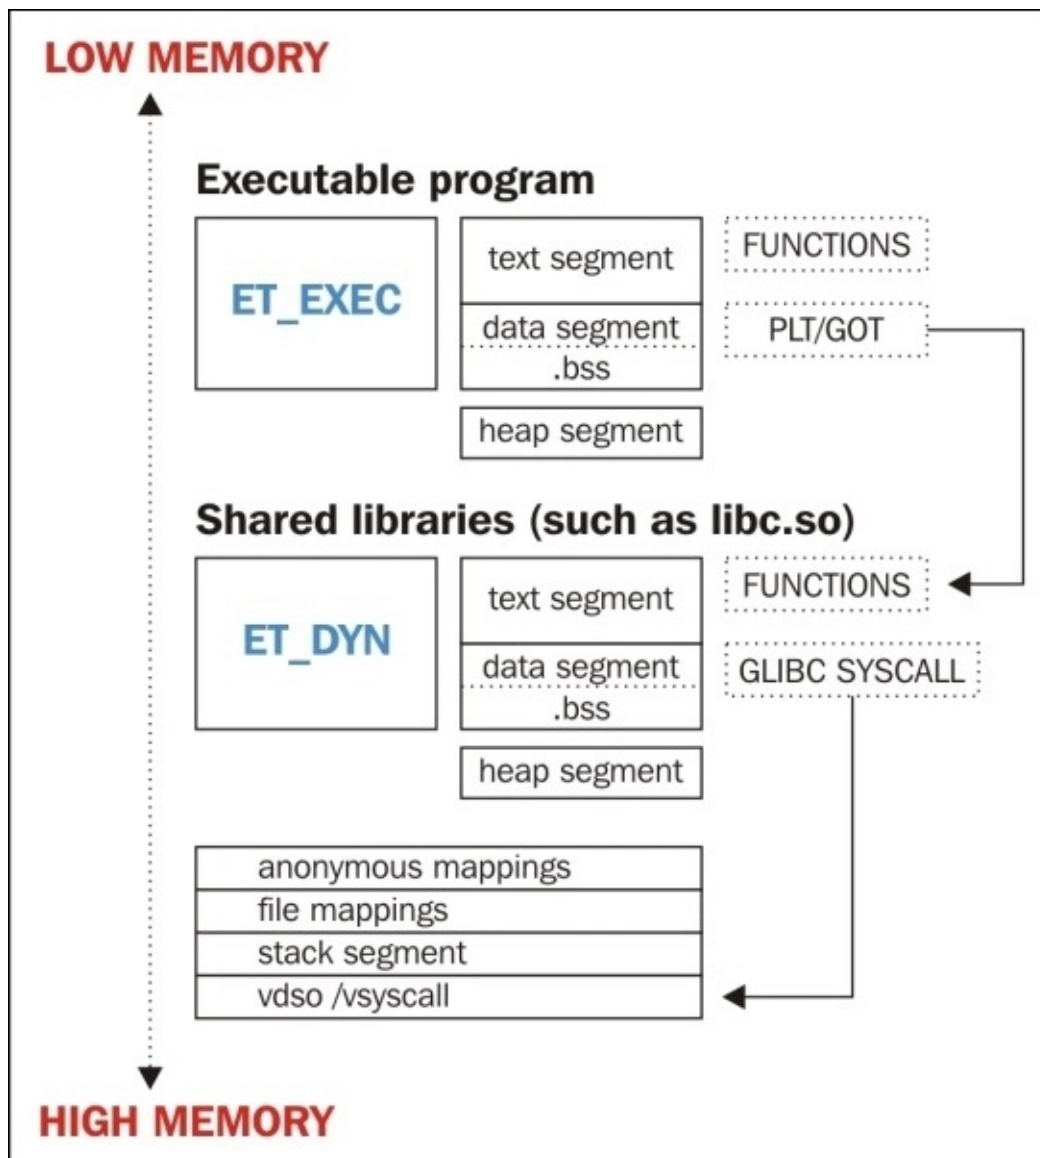 LOW MEMORY
Executable program
ET_EXEC
text segment
data segment
.bss
heap segment
FUNCTIONS
PLT/GOT
Shared libraries (such as libc.so)
ET_DYN
text segment
data segment
.bss
heap segment
FUNCTIONS
GLIBC SYSCALL
anonymous mappings
file mappings
stack segment
vdso /vsyscall
HIGH MEMORY